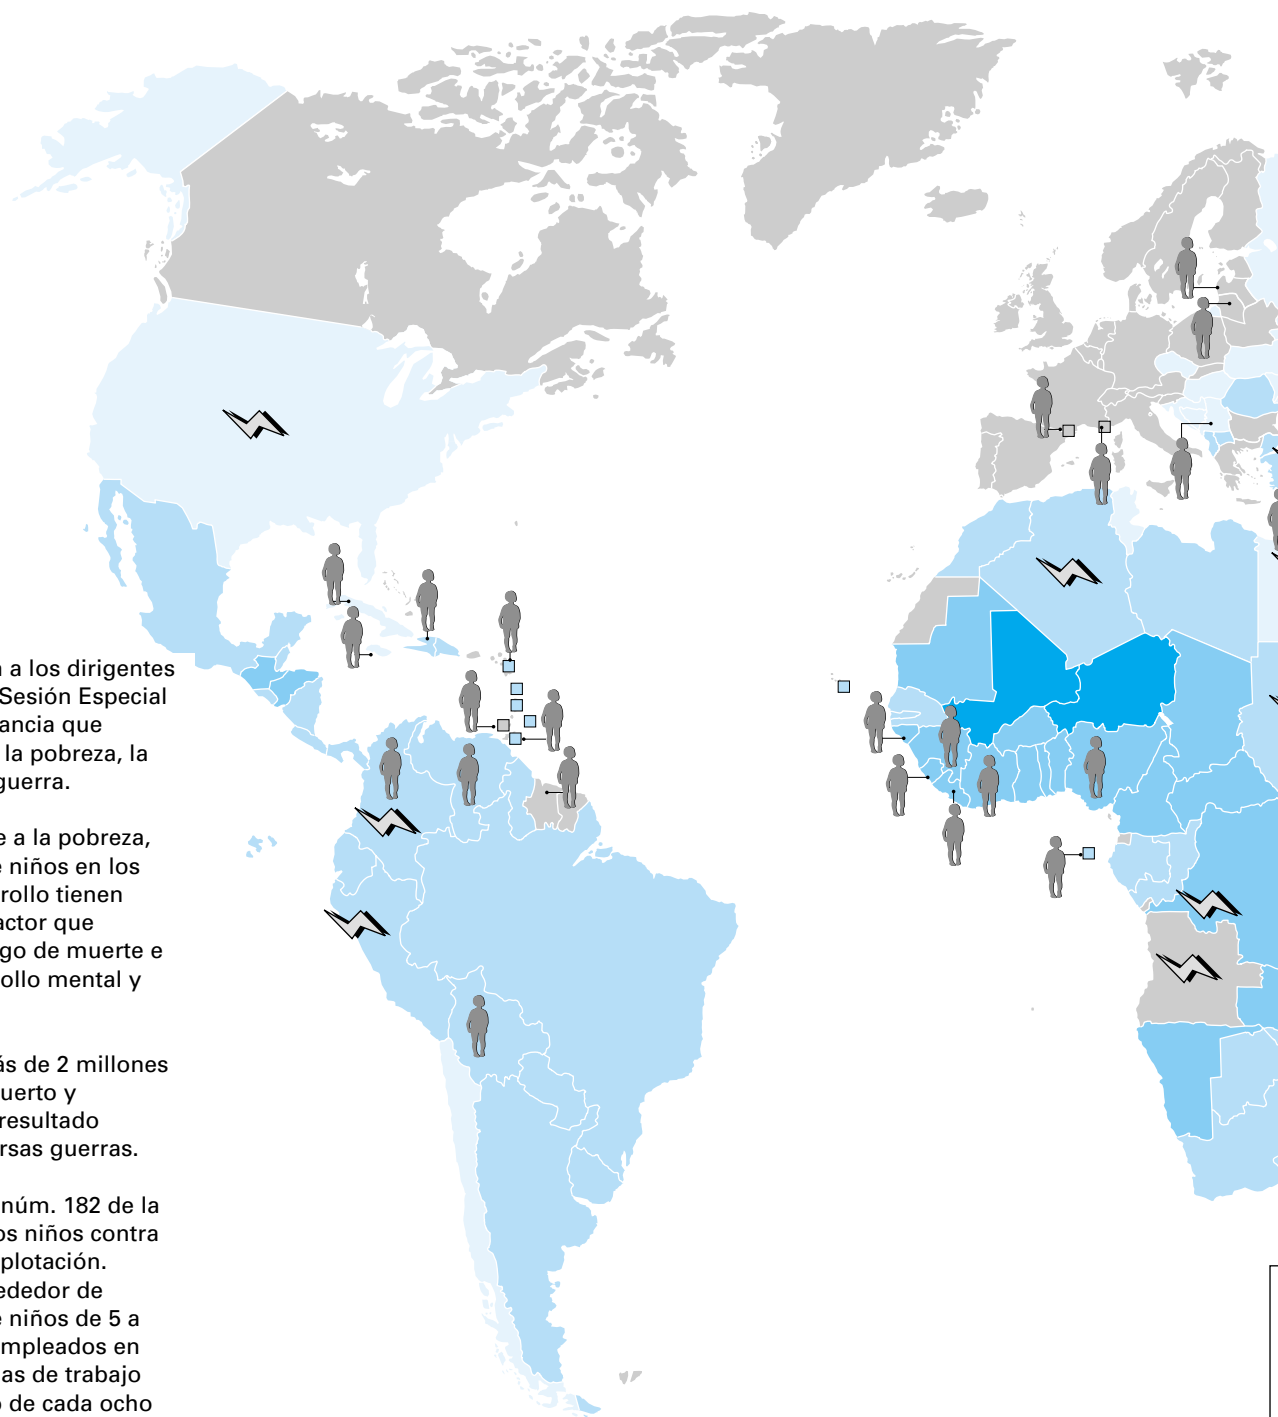 a los dirigentes
Sesión Especial
ancia que
la pobreza, la
guerra.
e a la pobreza,
e niños en los
rollo tienen
actor que
go de muerte e
ollo mental y
ás de 2 millones
uerto y
resultado
rsas guerras.
núm. 182 de la
os niños contra
plotación.
ededor de
e niños de 5 a
mpleados en
as de trabajo
o de cada ocho